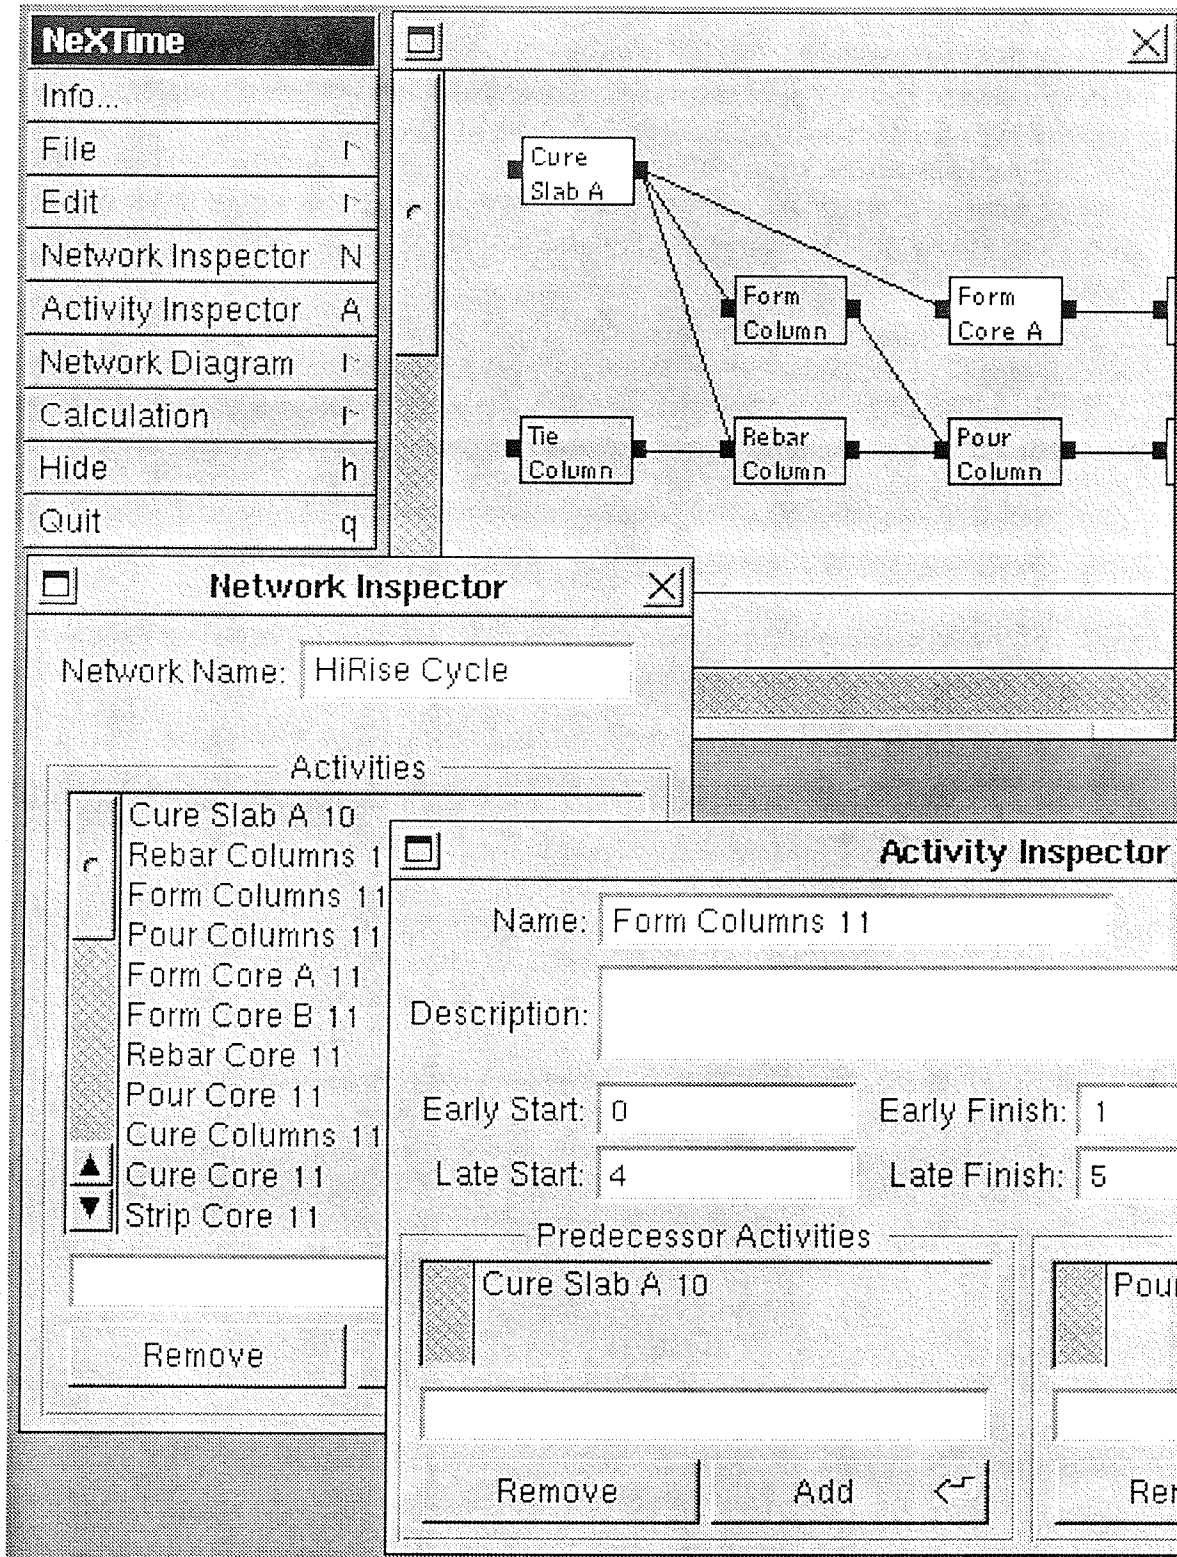 NeXTime
Info...
File
Edit
Network Inspector N
Activity Inspector A
Network Diagram
Calculation
Hide h
Quit q
Cure
Slab A
Form
Column
Form
Core A
Tie
Column
Rebar
Column
Pour
Column
Network Inspector
Network Name: HiRise Cycle
Activities
Cure Slab A 10
Rebar Columns 1
Form Columns 11
Pour Columns 11
Form Core A 11
Form Core B 11
Rebar Core 11
Pour Core 11
Cure Columns 11
Cure Core 11
Strip Core 11
Remove
Activity Inspector
Name: Form Columns 11
Description:
Early Start: 0 Early Finish: 1
Late Start: 4 Late Finish: 5
Predecessor Activities
Cure Slab A 10
Pour
Remove Add
Rer